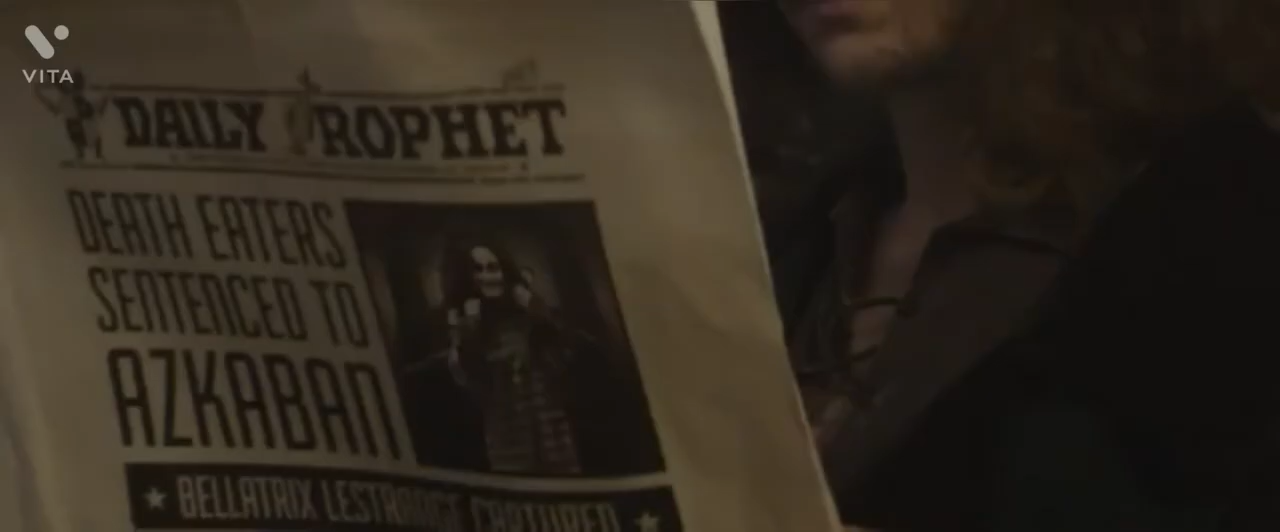 VITA
DAILY PROPHET
DEATH EATERS
SENTENCED TO
AZKABAN
BELLATRIX LESTRANGE CAPTURED